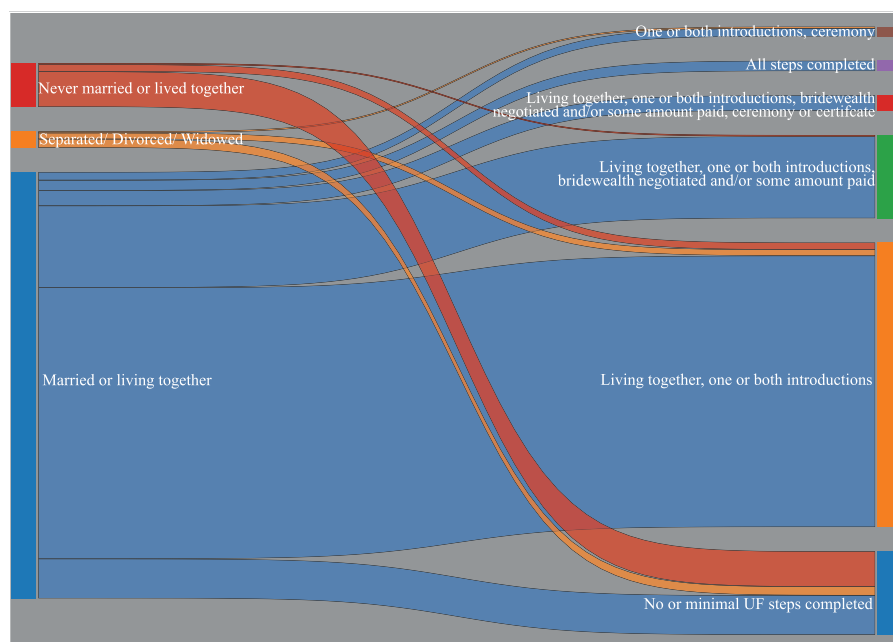 Never married or lived together
Separated/ Divorced/ Widowed
Married or living together
One or both introductions, ceremony
All steps completed
Living together, one or both introductions, bridewealth
negotiated and/or some amount paid, ceremony or certifcate
Living together, one or both introductions,
bridewealth negotiated and/or some amount paid
Living together, one or both introductions
No or minimal UF steps completed